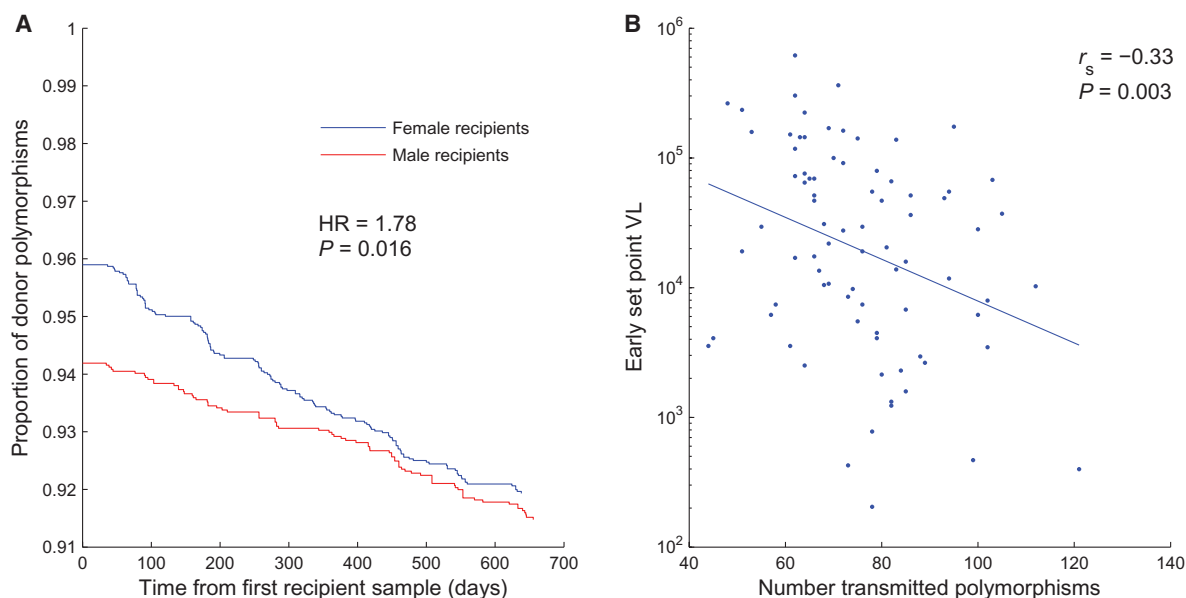 A
Proportion of donor polymorphisms
1
0.99
0.98
0.97
0.96
0.95
0.94
0.93
0.92
0.91
Female recipients
Male recipients
HR = 1.78
P = 0.016
0 100 200 300 400 500 600 700
Time from first recipient sample (days)
B
Early set point VL
10^6
10^5
10^4
10^3
10^2
r_s = −0.33
P = 0.003
40 60 80 100 120 140
Number transmitted polymorphisms